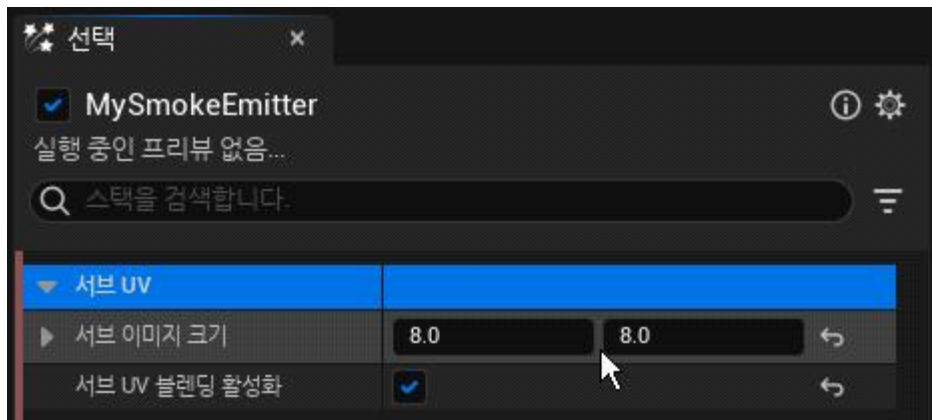 선택
MySmokeEmitter
실행 중인 프리뷰 없음...
스택을 검색합니다.
서브 UV
서브 이미지 크기 8.0 8.0
서브 UV 블렌딩 활성화